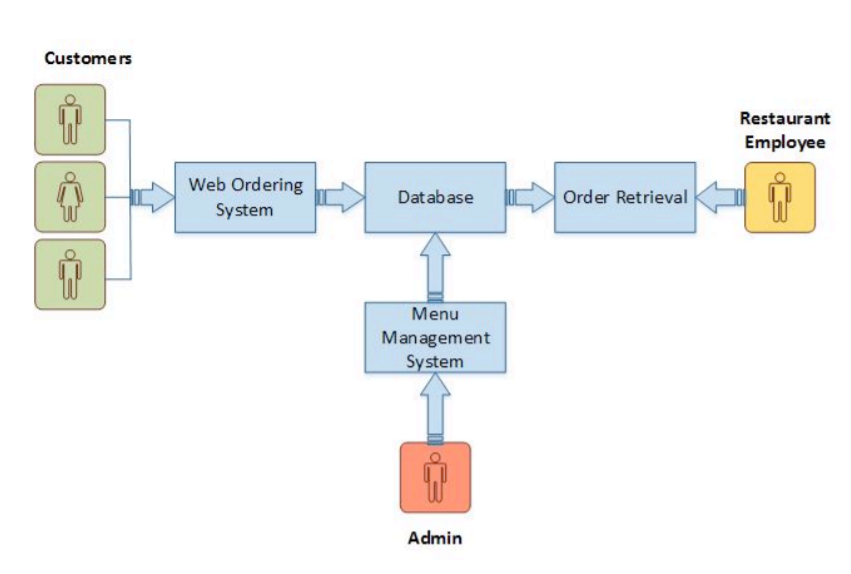 Customers
Restaurant
Employee
Web Ordering
System
Database
Order Retrieval
Menu
Management
System
Admin